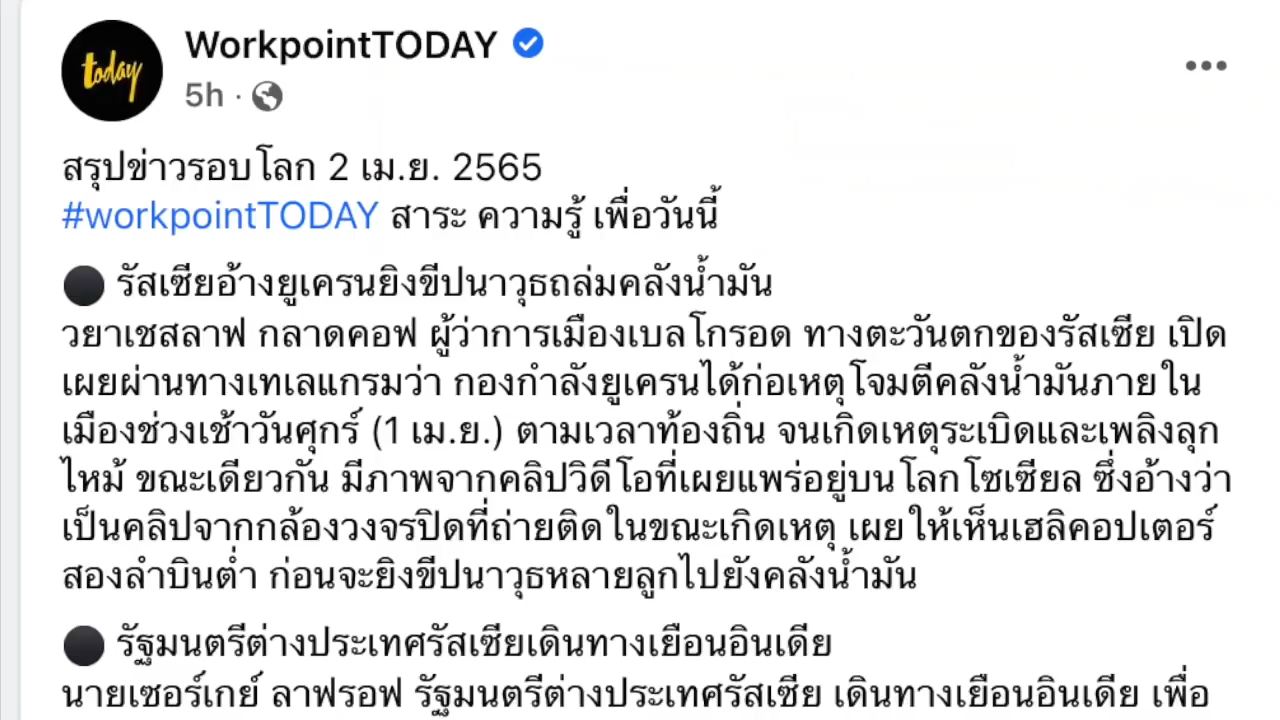 today
WorkpointTODAY
5h ·
สรุปข่าวรอบโลก 2 เม.ย. 2565
#workpointTODAY สาระ ความรู้ เพื่อวันนี้
รัสเซียอ้างยูเครนยิงขีปนาวุธถล่มคลังน้ำมัน
วยาเชสลาฟ กลาดคอฟ ผู้ว่าการเมืองเบลโกรอด ทางตะวันตกของรัสเซีย เปิด
เผยผ่านทางเทเลแกรมว่า กองกำลังยูเครนได้ก่อเหตุโจมตีคลังน้ำมันภายใน
เมืองช่วงเช้าวันศุกร์ (1 เม.ย.) ตามเวลาท้องถิ่น จนเกิดเหตุระเบิดและเพลิงลุก
ไหม้ ขณะเดียวกัน มีภาพจากคลิปวิดีโอที่เผยแพร่อยู่บนโลกโซเซียล ซึ่งอ้างว่า
เป็นคลิปจากกล้องวงจรปิดที่ถ่ายติดในขณะเกิดเหตุ เผยให้เห็นเฮลิคอปเตอร์
สองลำบินต่ำ ก่อนจะยิงขีปนาวุธหลายลูกไปยังคลังน้ำมัน
รัฐมนตรีต่างประเทศรัสเซียเดินทางเยือนอินเดีย
นายเซอร์เกย์ ลาฟรอฟ รัฐมนตรีต่างประเทศรัสเซีย เดินทางเยือนอินเดีย เพื่อ